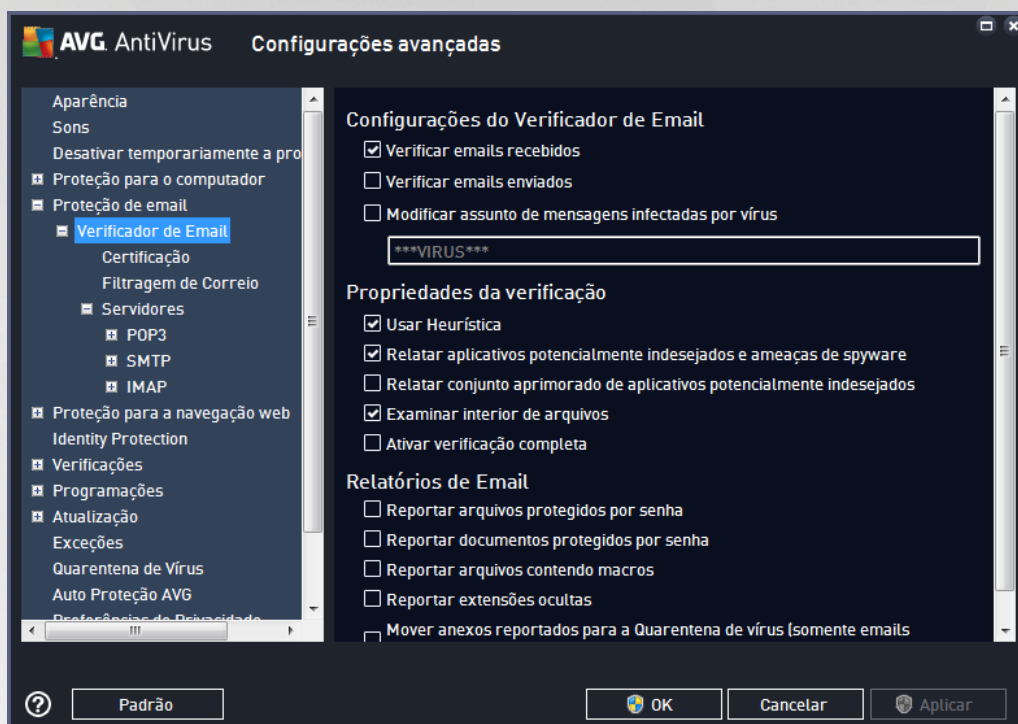 AVG. AntiVirus
Configurações avançadas
Aparência
Sons
Desativar temporariamente a pro
Proteção para o computador
Proteção de email
Verificador de Email
Certificação
Filtragem de Correio
Servidores
POP3
SMTP
IMAP
Proteção para a navegação web
Identity Protection
Verificações
Programações
Atualização
Exceções
Quarentena de Vírus
Auto Proteção AVG
Preferências de Privacidade
Configurações do Verificador de Email
Verificar emails recebidos
Verificar emails enviados
Modificar assunto de mensagens infectadas por vírus
***VIRUS***
Propriedades da verificação
Usar Heurística
Relatar aplicativos potencialmente indesejados e ameaças de spyware
Relatar conjunto aprimorado de aplicativos potencialmente indesejados
Examinar interior de arquivos
Ativar verificação completa
Relatórios de Email
Reportar arquivos protegidos por senha
Reportar documentos protegidos por senha
Reportar arquivos contendo macros
Reportar extensões ocultas
Mover anexos reportados para a Quarentena de vírus (somente emails
Padrão
OK
Cancelar
Aplicar